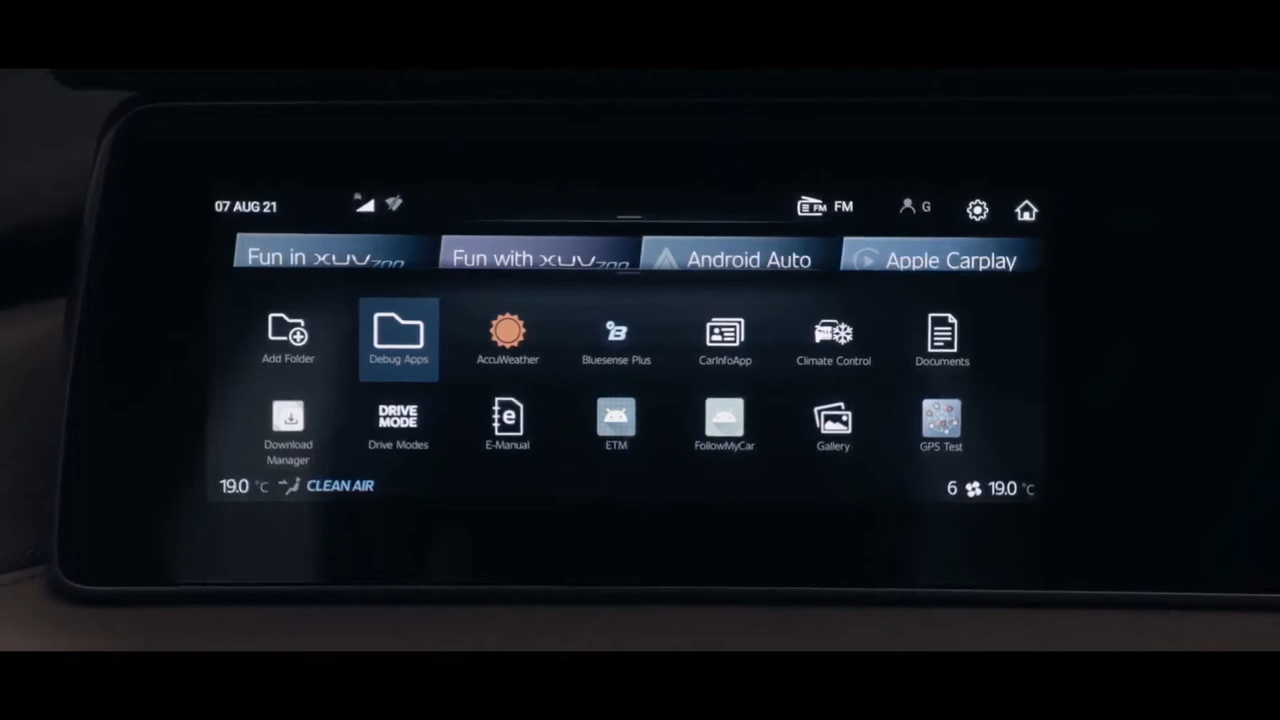 07 AUG 21 FM FM G
Fun in XUV700 Fun with XUV700 Android Auto Apple Carplay
Add Folder Debug Apps AccuWeather Bluesense Plus CarInfoApp Climate Control Documents
DRIVE
MODE
Download Drive Modes E-Manual ETM FollowMyCar Gallery GPS Test
Manager
19.0 °C CLEAN AIR 6 19.0 °C